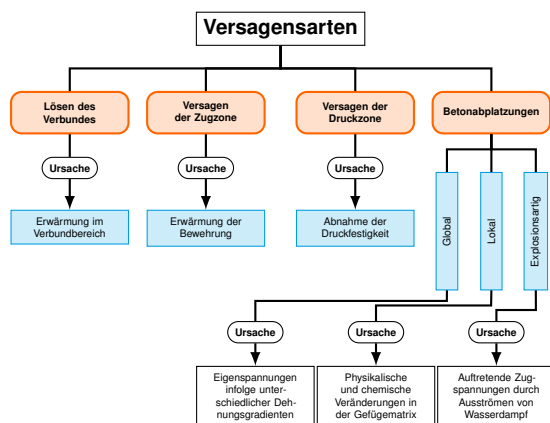 Versagensarten
Lösen des
Verbundes
Versagen
der Zugzone
Versagen der
Druckzone
Betonabplatzungen
Ursache
Ursache
Ursache
Erwärmung im
Verbundbereich
Erwärmung der
Bewehrung
Abnahme der
Druckfestigkeit
Global
Lokal
Explosionsartig
Ursache
Ursache
Ursache
Eigenspannungen
infolge unter-
schiedlicher Deh-
nungsgradienten
Physikalische
und chemische
Veränderungen in
der Gefügematrix
Auftretende Zug-
spannungen durch
Ausströmen von
Wasserdampf